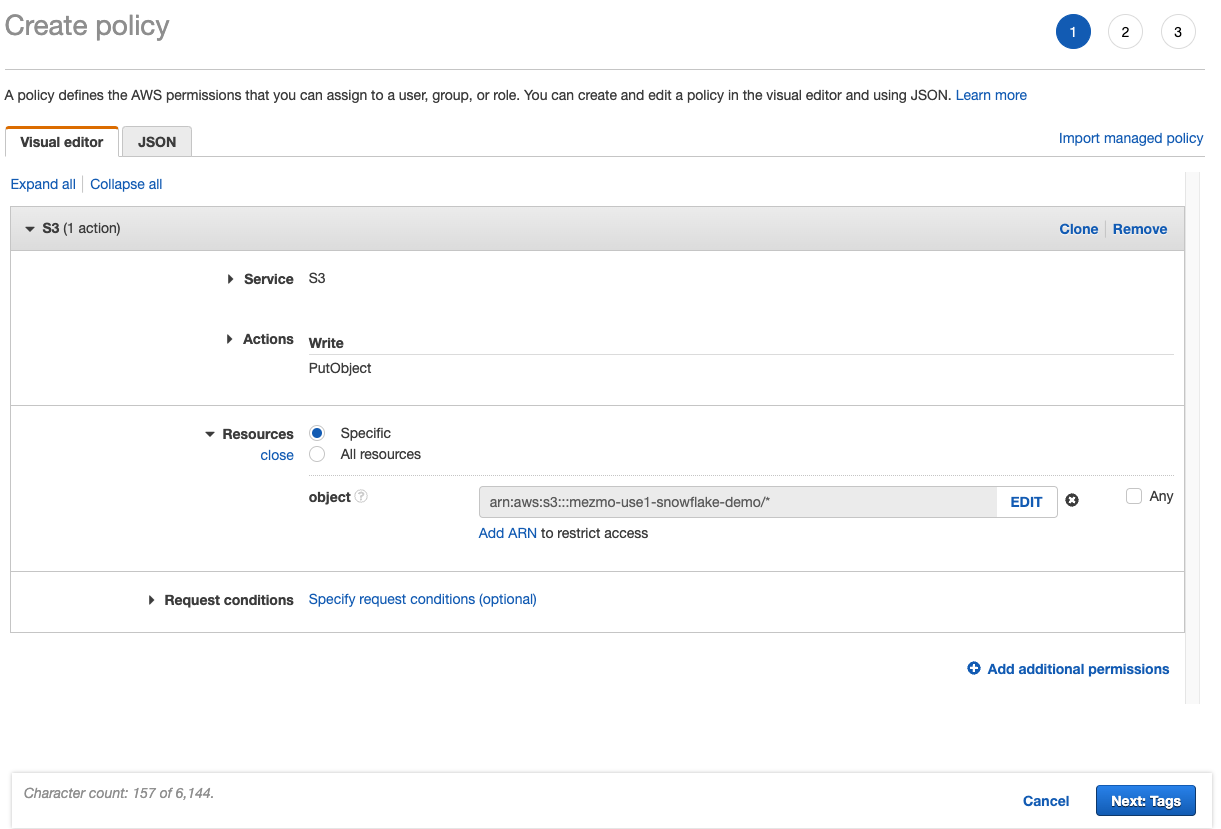 Create policy
1 2 3
A policy defines the AWS permissions that you can assign to a user, group, or role. You can create and edit a policy in the visual editor and using JSON. Learn more
Visual editor JSON Import managed policy
Expand all Collapse all
S3 (1 action) Clone Remove
Service S3
Actions Write
PutObject
Resources Specific
close All resources
object ? arn:aws:s3:::mezmo-use1-snowflake-demo/* EDIT Any
Add ARN to restrict access
Request conditions Specify request conditions (optional)
Add additional permissions
Character count: 157 of 6,144.
Cancel Next: Tags